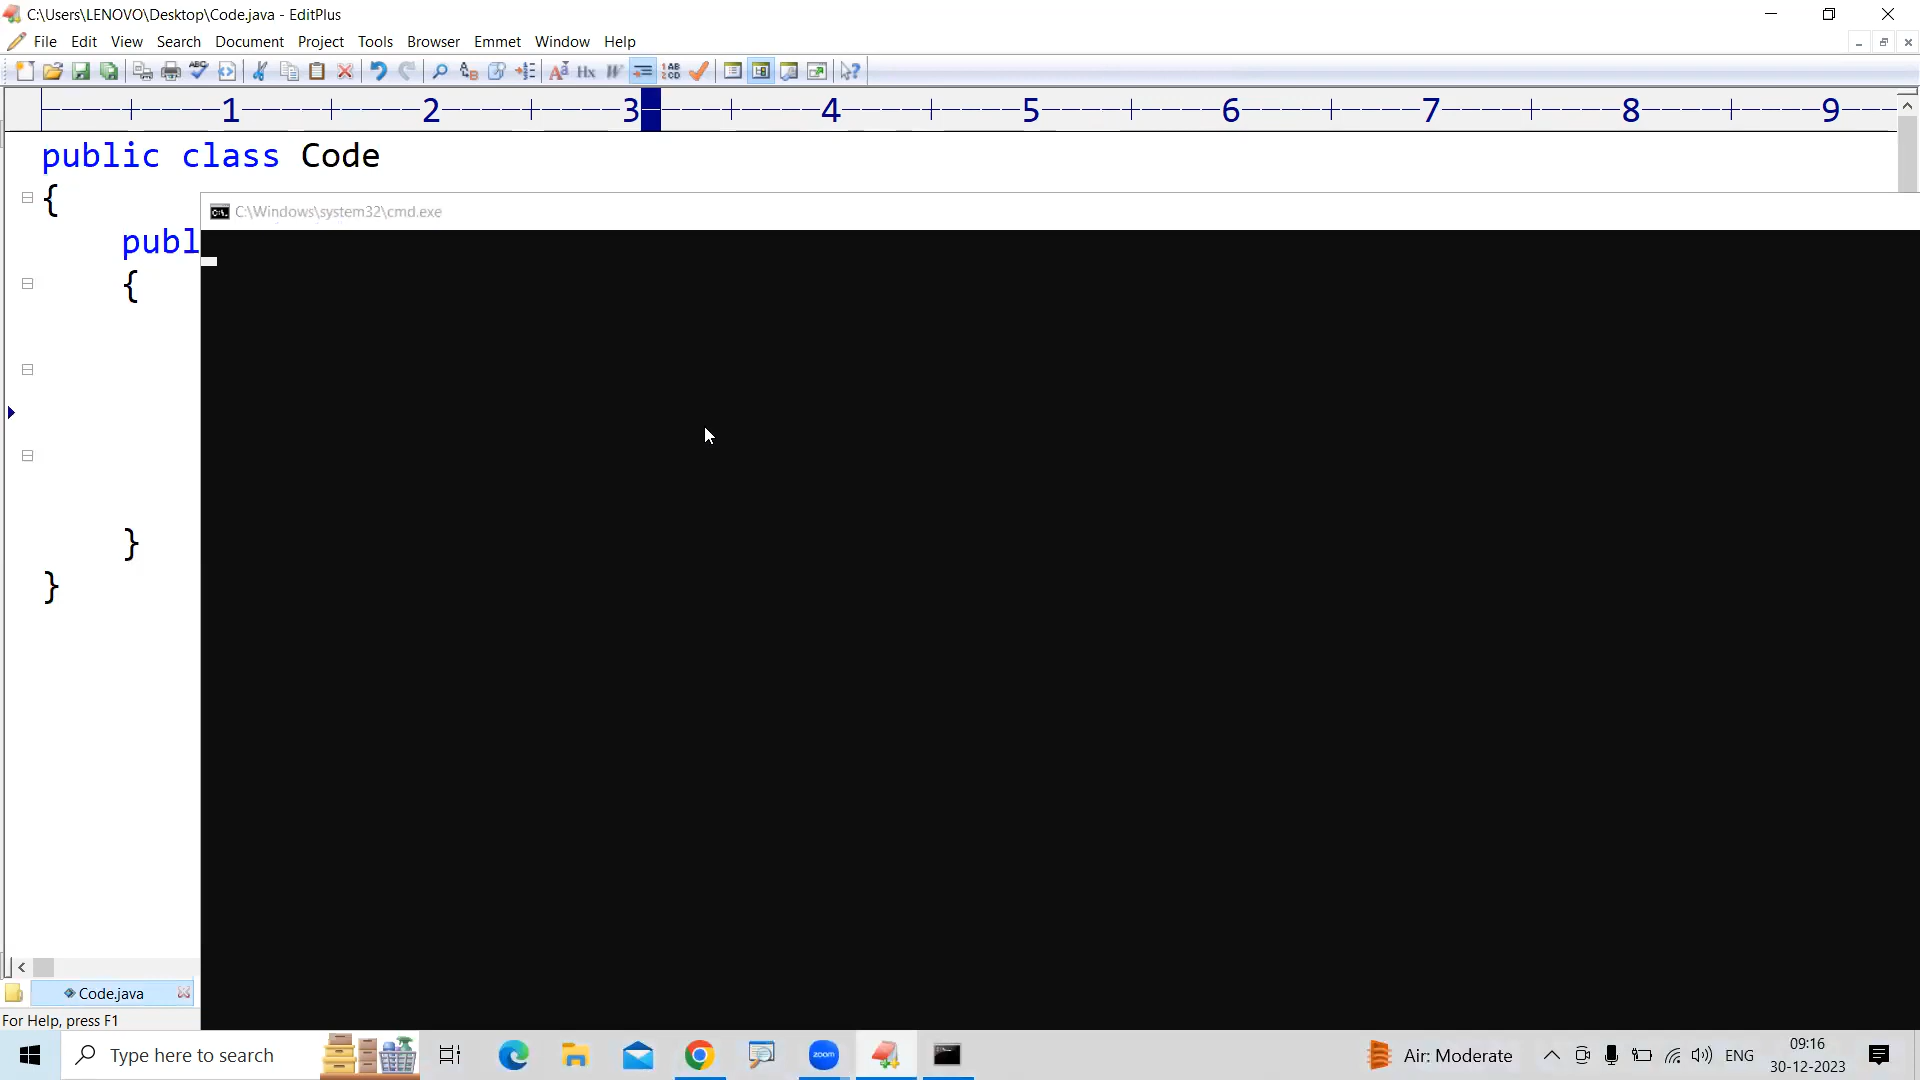 C:\Users\LENOVO\Desktop\Code.java - EditPlus
File Edit View Search Document Project Tools Browser Emmet Window Help
1 2 3 4 5 6 7 8 9
public class Code
{
C:\Windows\system32\cmd.exe
publ
{
}
}
Code.java
For Help, press F1
Type here to search
zoom
Air: Moderate
ENG
09:16
30-12-2023